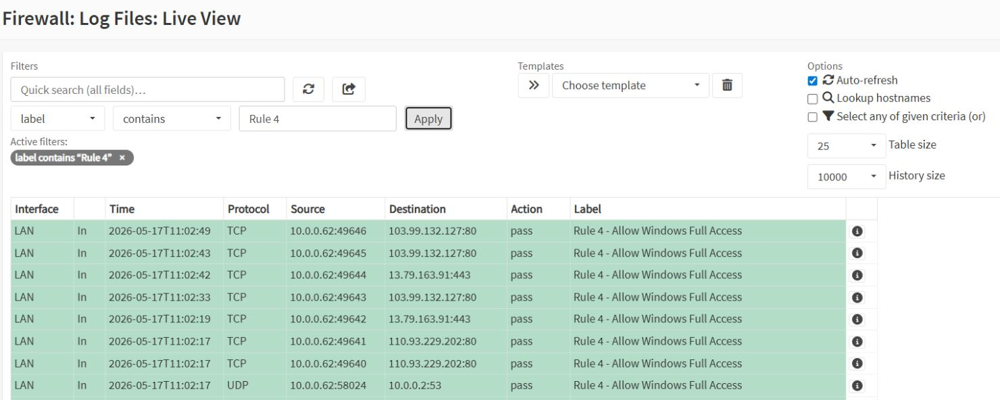 Firewall: Log Files: Live View
Filters
Templates
Options
Quick search (all fields)…
Choose template
Auto-refresh
Lookup hostnames
Select any of given criteria (or)
label contains Rule 4 Apply
Active filters:
label contains “Rule 4” ×
25 Table size
10000 History size
Interface Time Protocol Source Destination Action Label
LAN In 2026-05-17T11:02:49 TCP 10.0.0.62:49646 103.99.132.127:80 pass Rule 4 - Allow Windows Full Access
LAN In 2026-05-17T11:02:43 TCP 10.0.0.62:49645 103.99.132.127:80 pass Rule 4 - Allow Windows Full Access
LAN In 2026-05-17T11:02:42 TCP 10.0.0.62:49644 13.79.163.91:443 pass Rule 4 - Allow Windows Full Access
LAN In 2026-05-17T11:02:33 TCP 10.0.0.62:49643 103.99.132.127:80 pass Rule 4 - Allow Windows Full Access
LAN In 2026-05-17T11:02:19 TCP 10.0.0.62:49642 13.79.163.91:443 pass Rule 4 - Allow Windows Full Access
LAN In 2026-05-17T11:02:17 TCP 10.0.0.62:49641 110.93.229.202:80 pass Rule 4 - Allow Windows Full Access
LAN In 2026-05-17T11:02:17 TCP 10.0.0.62:49640 110.93.229.202:80 pass Rule 4 - Allow Windows Full Access
LAN In 2026-05-17T11:02:17 UDP 10.0.0.62:58024 10.0.0.2:53 pass Rule 4 - Allow Windows Full Access